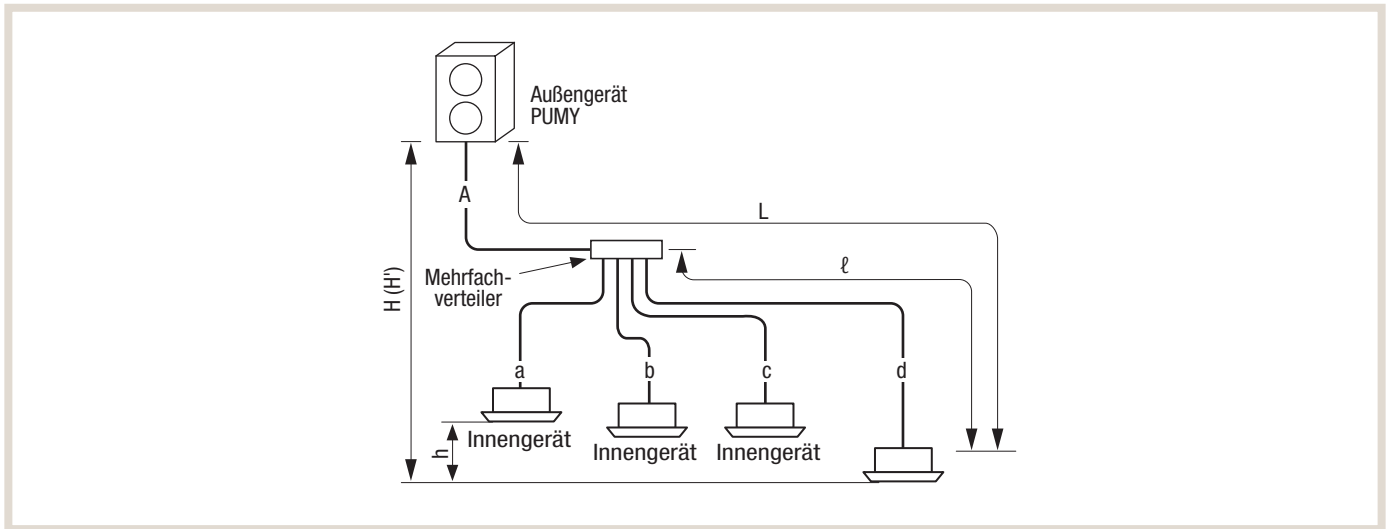 Außengerät
PUMY
A
L
H (H')
Mehrfach-
verteiler
ℓ
a
b
c
d
h
Innengerät
Innengerät
Innengerät